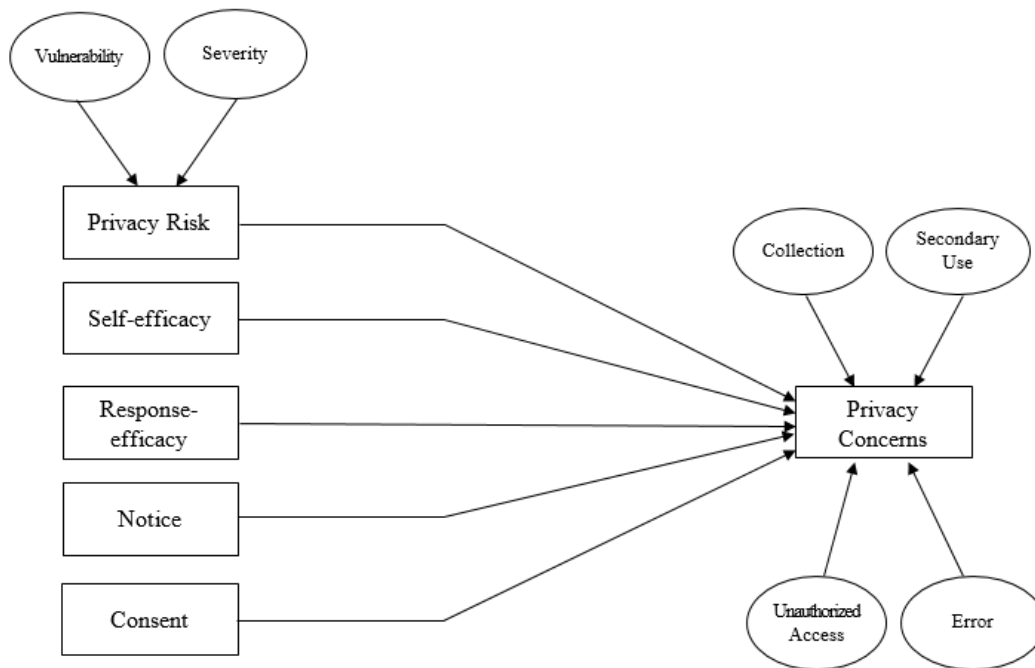 Vulnerability
Severity
Privacy Risk
Collection
Secondary
Use
Self-efficacy
Response-
efficacy
Privacy
Concerns
Notice
Consent
Unauthorized
Access
Error